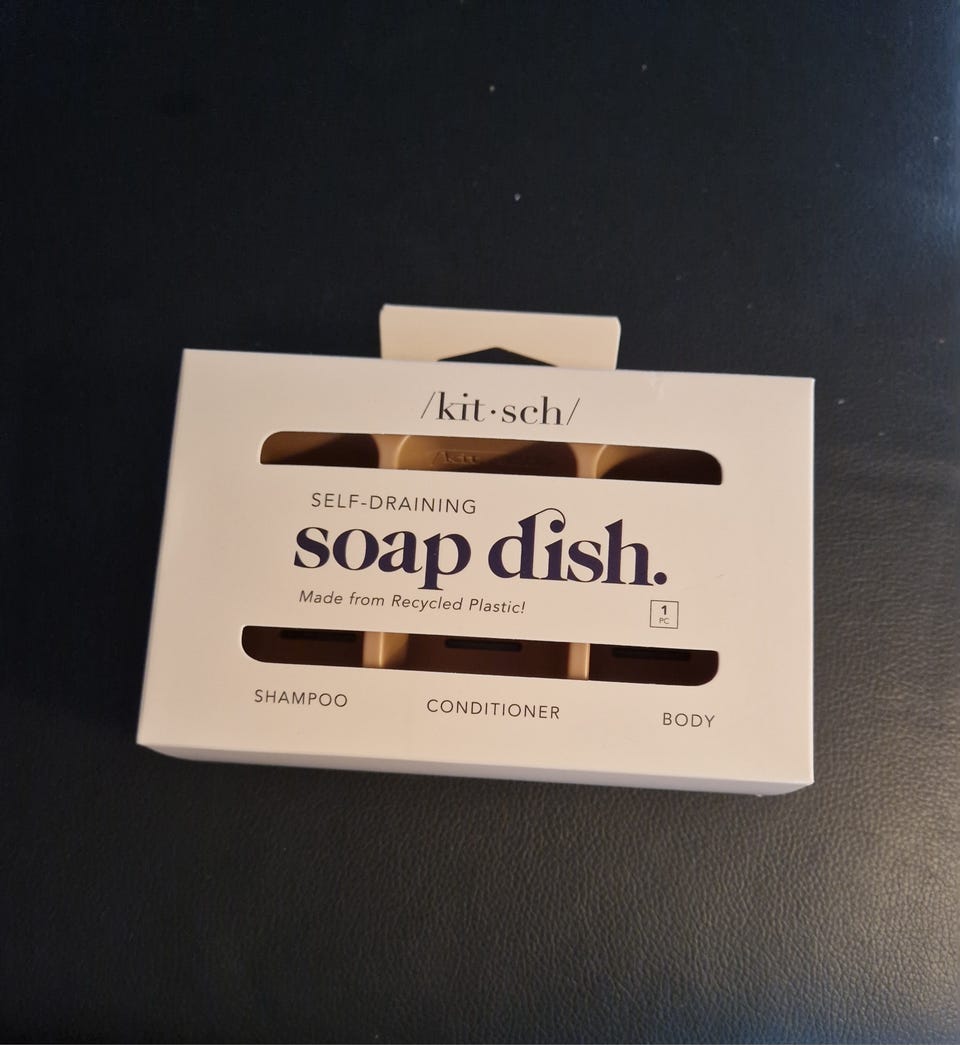 /kit·sch/
SELF-DRAINING
soap dish.
Made from Recycled Plastic!
1
PC
SHAMPOO CONDITIONER BODY